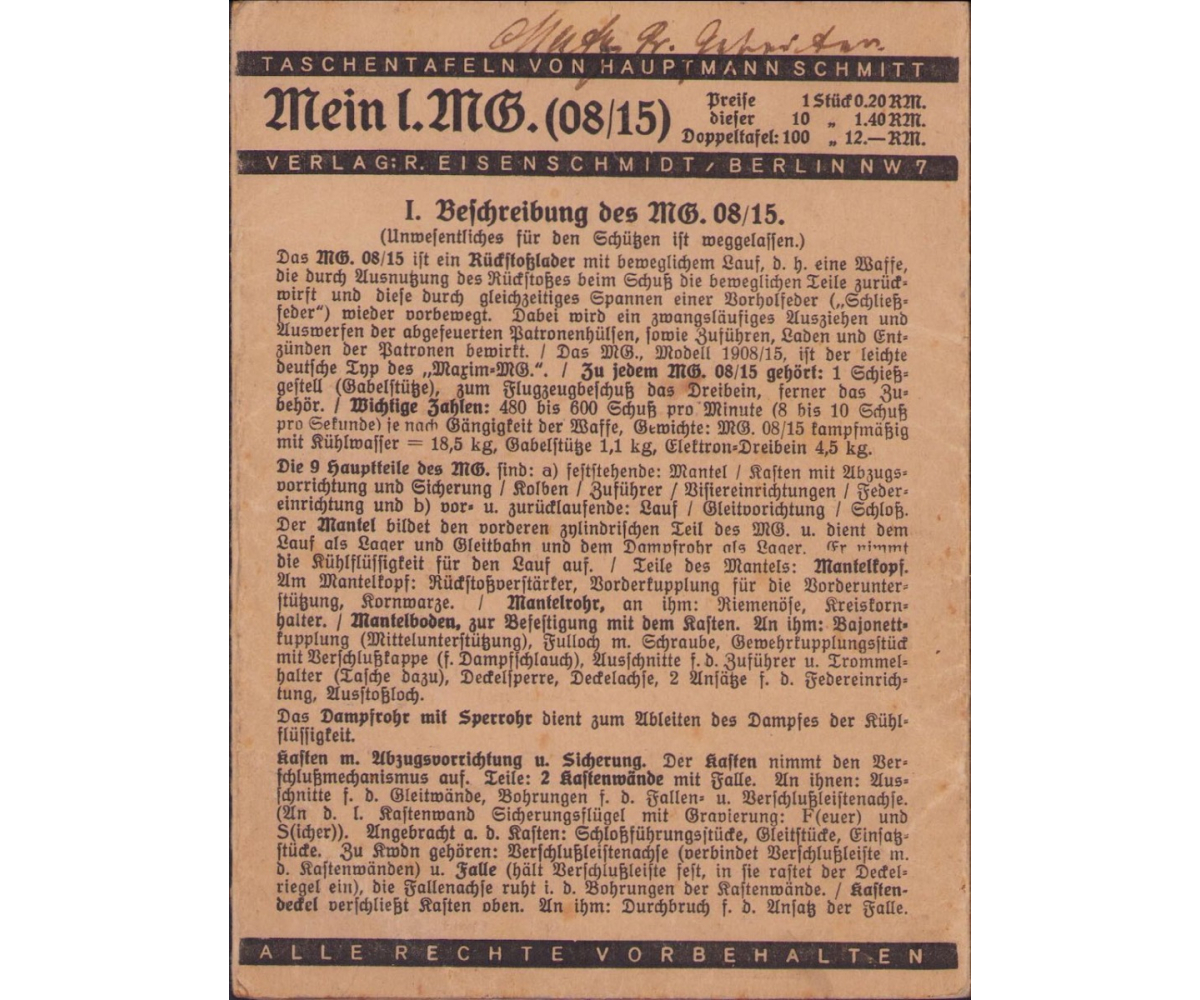 TASCHENTAFELN VON HAUPTMANN SCHMITT
Mein l. MG. (08/15)
Preise 1 Stück 0.20 RM.
dieser 10 „ 1.40 RM.
Doppeltafel: 100 „ 12.— RM.
VERLAG: R. EISENSCHMIDT / BERLIN NW 7
I. Beschreibung des MG. 08/15.
(Unwesentliches für den Schützen ist weggelassen.)
Das MG. 08/15 ist ein Rückstoßlader mit beweglichem Lauf, d. h. eine Waffe,
die durch Ausnutzung des Rückstoßes beim Schuß die beweglichen Teile zurück-
wirft und diese durch gleichzeitiges Spannen einer Vorholfeder („Schließ-
feder“) wieder vorbewegt. Dabei wird ein zwangsläufiges Ausziehen und
Auswerfen der abgefeuerten Patronenhülsen, sowie Zuführen, Laden und Ent-
zünden der Patronen bewirkt. / Das MG., Modell 1908/15, ist der leichte
deutsche Typ des „Maxim-MG.“. / Zu jedem MG. 08/15 gehört: 1 Schieß-
gestell (Gabelstütze), zum Flugzeugbeschuß das Dreibein, ferner das Zu-
behör. / Wichtige Zahlen: 480 bis 600 Schuß pro Minute (8 bis 10 Schuß
pro Sekunde) je nach Gängigkeit der Waffe, Gewichte: MG. 08/15 kampfmäßig
mit Kühlwasser = 18,5 kg, Gabelstütze 1,1 kg, Elektron-Dreibein 4,5 kg.
Die 9 Hauptteile des MG. sind: a) feststehende: Mantel / Kasten mit Abzugs-
vorrichtung und Sicherung / Kolben / Zuführer / Visiereinrichtungen / Feder-
einrichtung und b) vor- u. zurücklaufende: Lauf / Gleitvorichtung / Schloß.
Der Mantel bildet den vorderen zylindrischen Teil des MG. u. dient dem
Lauf als Lager und Gleitbahn und dem Dampfrohr als Lager. Er nimmt
die Kühlflüssigkeit für den Lauf auf. / Teile des Mantels: Mantelkopf.
Am Mantelkopf: Rückstoßverstärker, Vorderkupplung für die Vorderunter-
stützung, Kornwarze. / Mantelrohr, an ihm: Riemenöse, Kreiskorn-
halter. / Mantelboden, zur Befestigung mit dem Kasten. An ihm: Bajonett-
kupplung (Mittelunterstützung), Fülloch m. Schraube, Gewehrkupplungsstück
mit Verschlußkappe (f. Dampfschlauch), Ausschnitte f. d. Zuführer u. Trommel-
halter (Tasche dazu), Deckelsperre, Deckelachse, 2 Ansätze f. d. Federeinrich-
tung, Ausstoßloch.
Das Dampfrohr mit Sperrohr dient zum Ableiten des Dampfes der Kühl-
flüssigkeit.
Kasten m. Abzugsvorrichtung u. Sicherung. Der Kasten nimmt den Ver-
schlußmechanismus auf. Teile: 2 Kastenwände mit Falle. An ihnen: Aus-
schnitte f. d. Gleitwände, Bohrungen f. d. Fallen- u. Verschlußleistenachse.
(An d. l. Kastenwand Sicherungsflügel mit Gravierung: F(euer) und
S(icher)). Angebracht a. d. Kasten: Schloßführungsstücke, Gleitstücke, Einsatz-
stücke. Zu Kwdn gehören: Verschlußleistenachse (verbindet Verschlußleiste m.
d. Kastenwänden) u. Falle (hält Verschlußleiste fest, in sie rastet der Deckel-
riegel ein), die Fallenachse ruht i. d. Bohrungen der Kastenwände. / Kasten-
deckel verschließt Kasten oben. An ihm: Durchbruch f. d. Ansatz der Falle.
ALLE RECHTE VORBEHALTEN